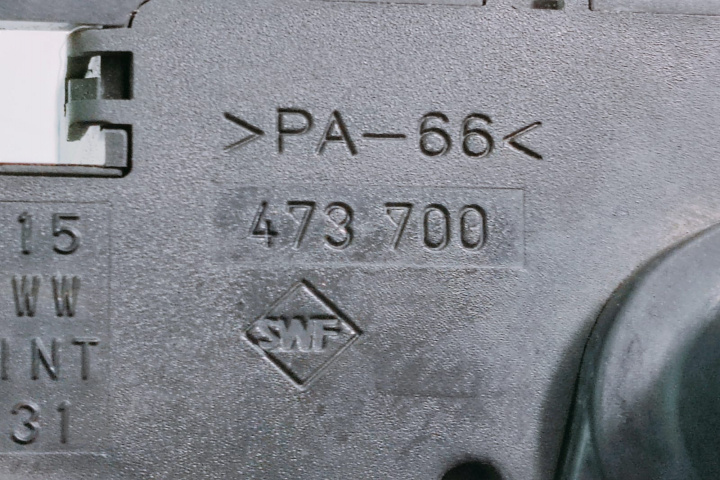 >PA-66<
473 700
SWF
15
WW
INT
31